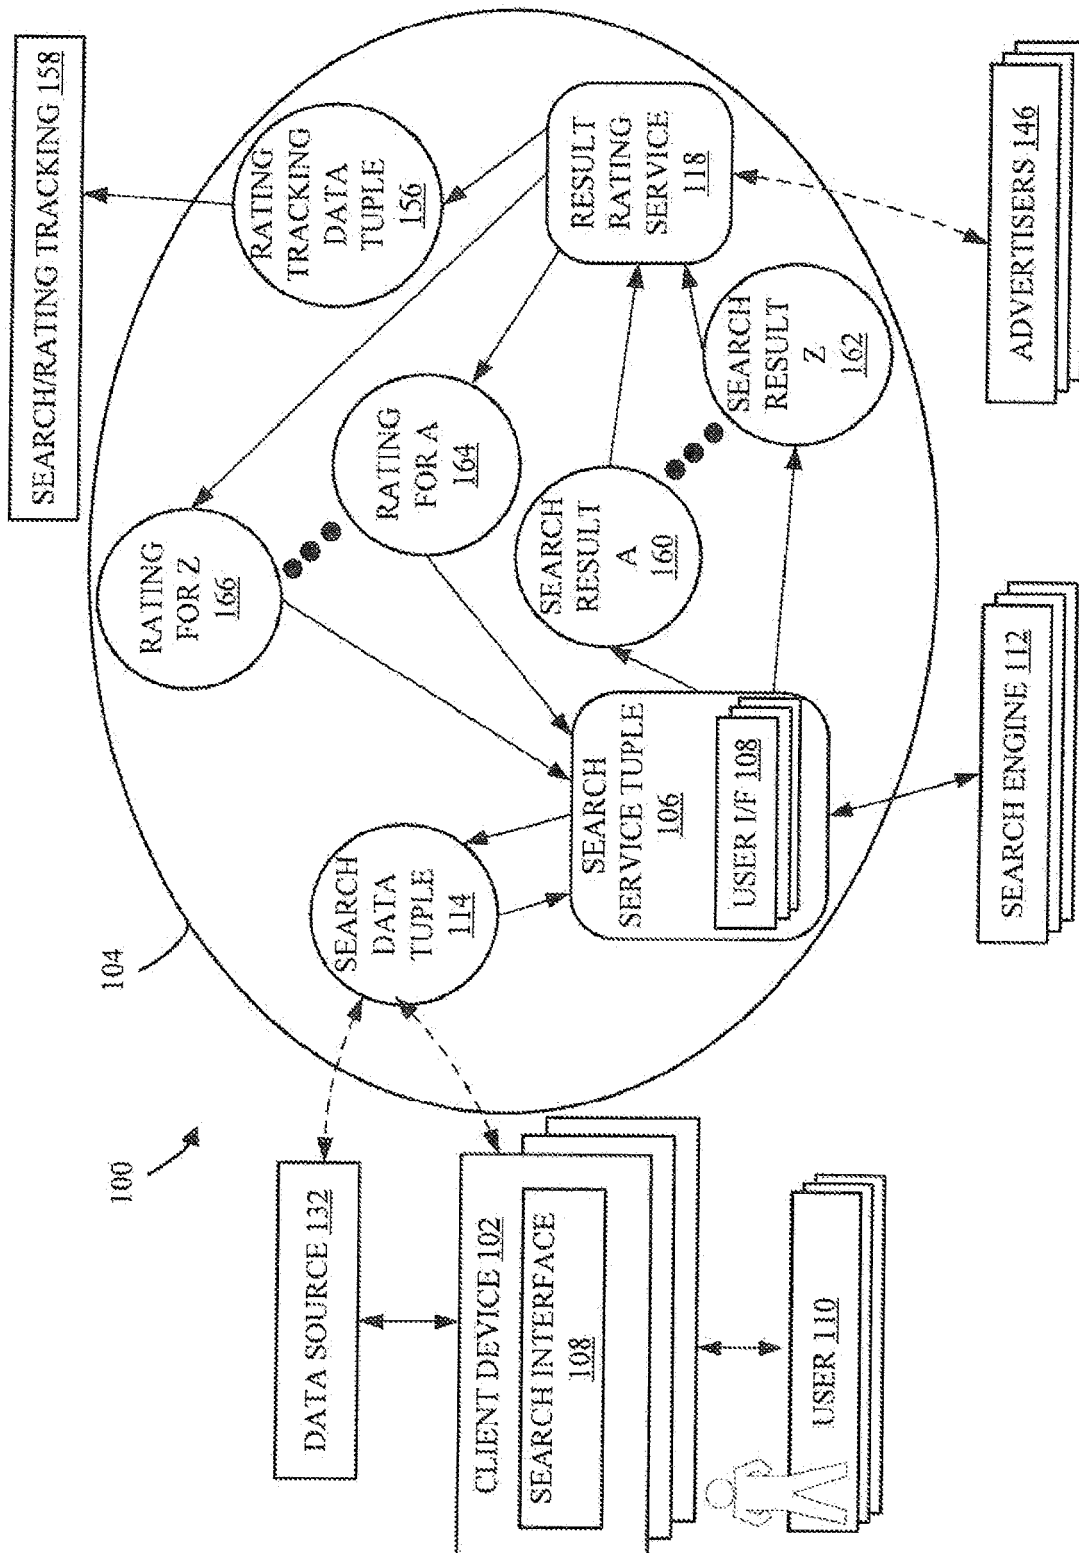 100
104
DATA SOURCE 132
CLIENT DEVICE 102
SEARCH INTERFACE
108
USER 110
SEARCH
DATA
TUPLE
114
SEARCH
SERVICE TUPLE
106
USER I/F 108
SEARCH ENGINE 112
RATING
FOR Z
166
RATING
FOR A
164
SEARCH
RESULT
A
160
SEARCH
RESULT
Z
162
RATING
TRACKING
DATA
TUPLE
156
RESULT
RATING
SERVICE
118
SEARCH/RATING TRACKING 158
ADVERTISERS 146